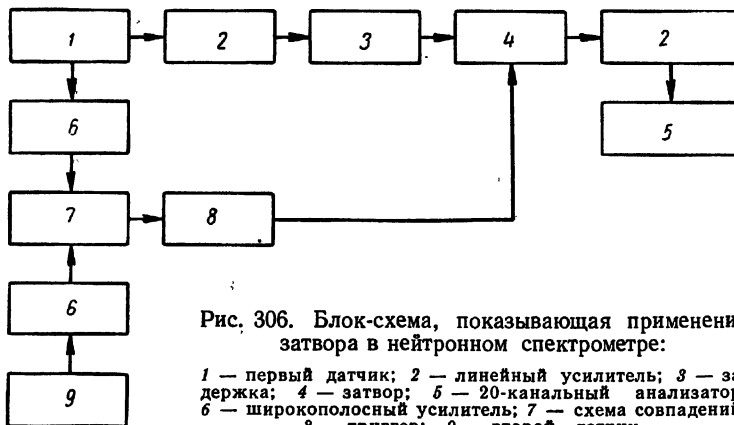 1 2 3 4 2
6 5
7 8
6
9
Рис. 306. Блок-схема, показывающая применени
затвора в нейтронном спектрометре:
1 — первый датчик; 2 — линейный усилитель; 3 — за
держка; 4 — затвор; 5 — 20-канальный анализатор
6 — широкополосный усилитель; 7 — схема совпадений